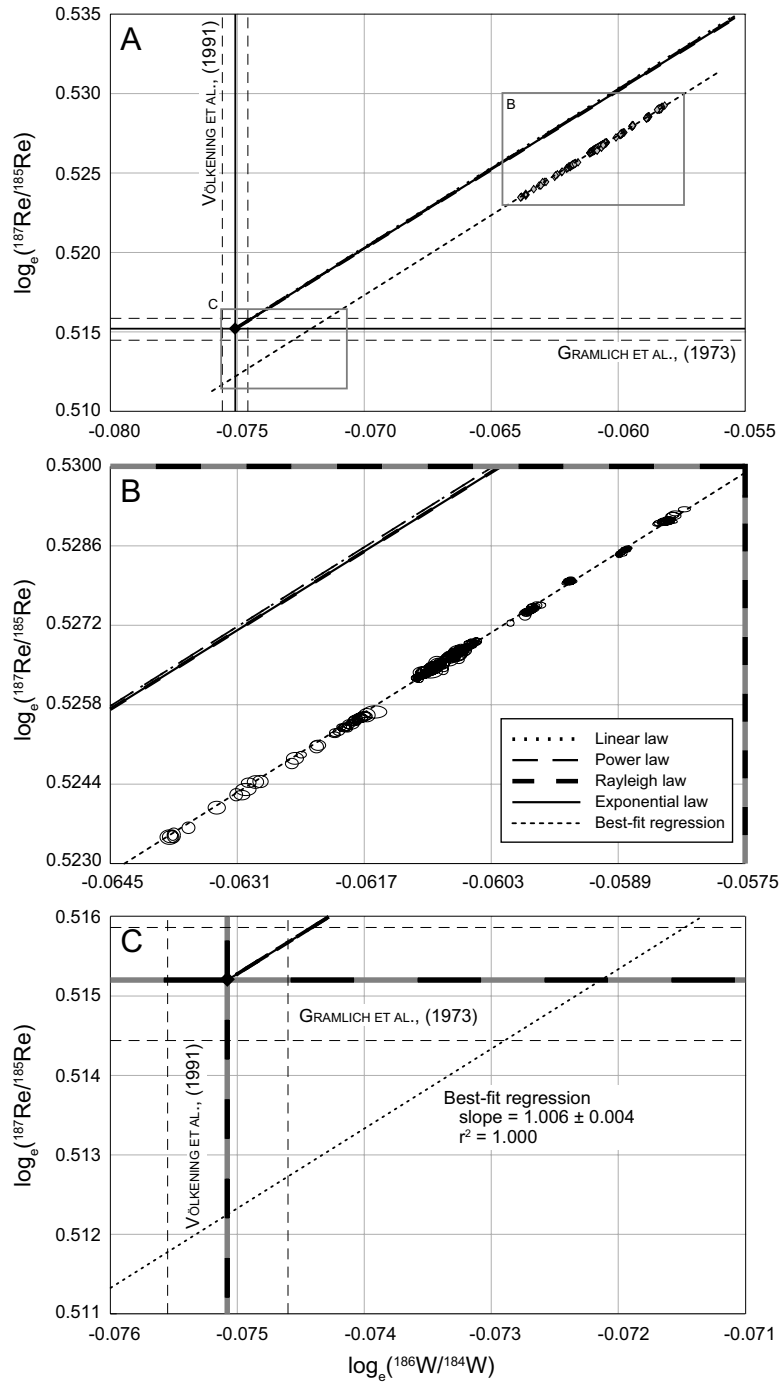 A
0.535
0.530
0.525
0.520
0.515
0.510
logₑ(¹⁸⁷Re/¹⁸⁵Re)
VÖLKENING ET AL., (1991)
B
C
GRAMLICH ET AL., (1973)
-0.080 -0.075 -0.070 -0.065 -0.060 -0.055
B
0.5300
0.5286
0.5272
0.5258
0.5244
0.5230
logₑ(¹⁸⁷Re/¹⁸⁵Re)
Linear law
Power law
Rayleigh law
Exponential law
Best-fit regression
-0.0645 -0.0631 -0.0617 -0.0603 -0.0589 -0.0575
C
0.516
0.515
0.514
0.513
0.512
0.511
logₑ(¹⁸⁷Re/¹⁸⁵Re)
GRAMLICH ET AL., (1973)
VÖLKENING ET AL., (1991)
Best-fit regression
slope = 1.006 ± 0.004
r² = 1.000
-0.076 -0.075 -0.074 -0.073 -0.072 -0.071
logₑ(¹⁸⁶W/¹⁸⁴W)